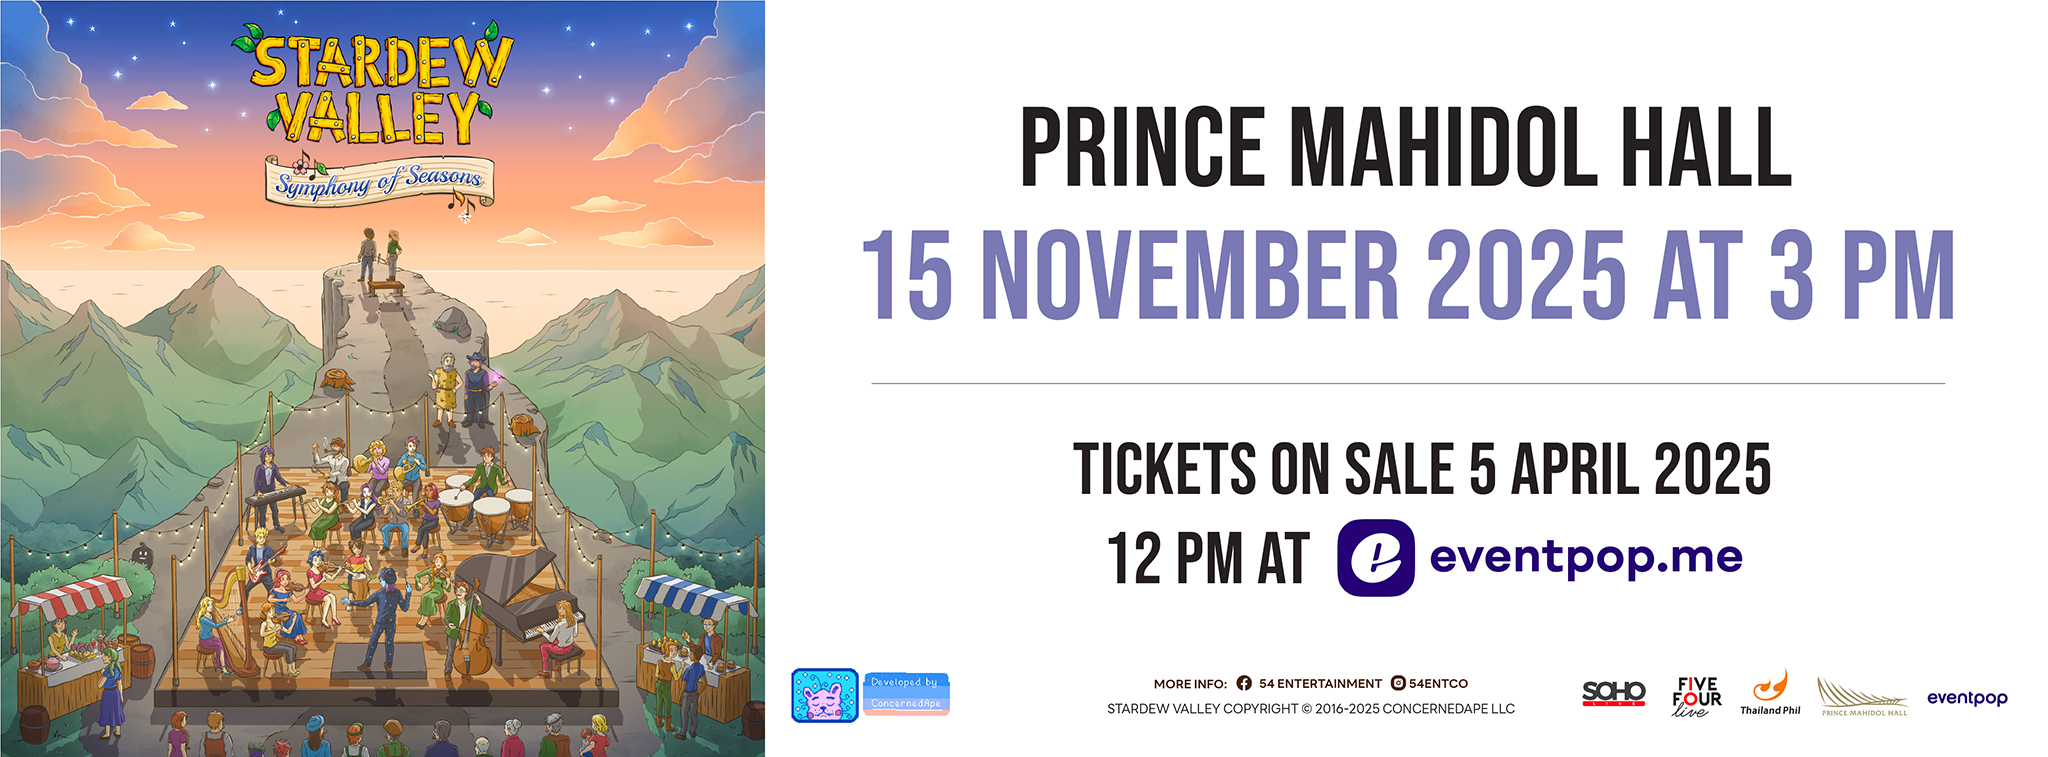 STARDEW
VALLEY
Symphony of Seasons
PRINCE MAHIDOL HALL
15 NOVEMBER 2025 AT 3 PM
TICKETS ON SALE 5 APRIL 2025
12 PM AT e eventpop.me
Developed by
ConcernedApe
MORE INFO: 54 ENTERTAINMENT 54ENTCO
STARDEW VALLEY COPYRIGHT © 2016-2025 CONCERNEDAPE LLC
SOHO
LIVE
FIVE
FOUR
live
Thailand Phil
PRINCE MAHIDOL HALL
eventpop